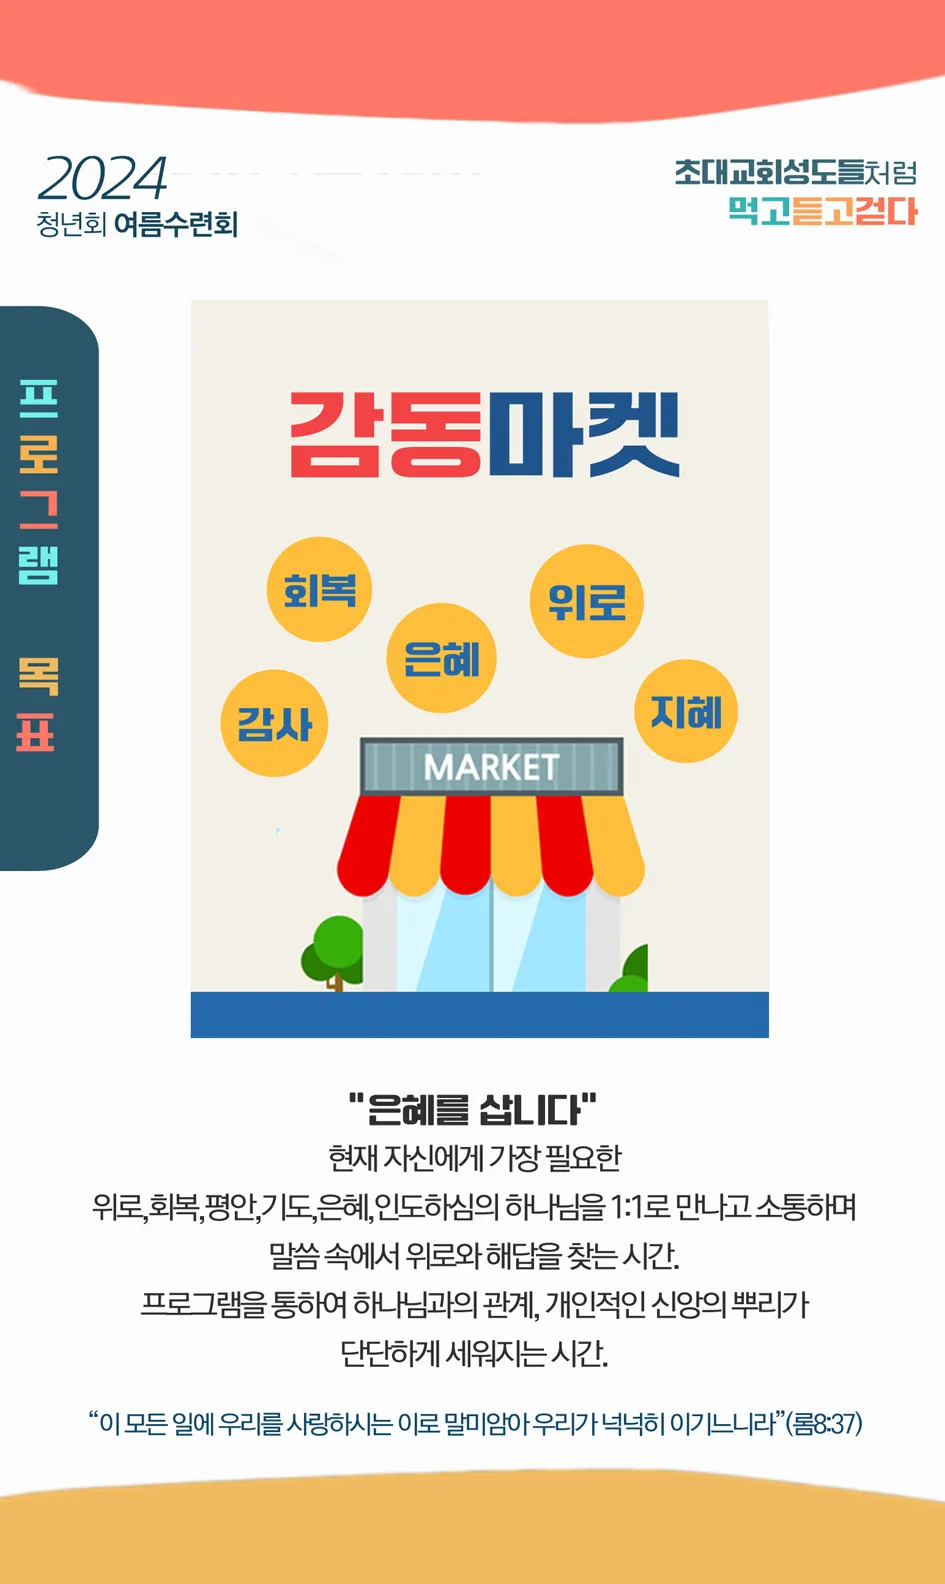 2024
청년회 여름수련회
초대교회성도들처럼
먹고듣고걷다
프로그램 목표
감동마켓
회복
위로
은혜
지혜
감사
MARKET
"은혜를 삽니다"
현재 자신에게 가장 필요한
위로,회복,평안,기도,은혜,인도하심의 하나님을 1:1로 만나고 소통하며
말씀 속에서 위로와 해답을 찾는 시간.
프로그램을 통하여 하나님과의 관계, 개인적인 신앙의 뿌리가
단단하게 세워지는 시간.
“이 모든 일에 우리를 사랑하시는 이로 말미암아 우리가 넉넉히 이기느니라”(롬8:37)